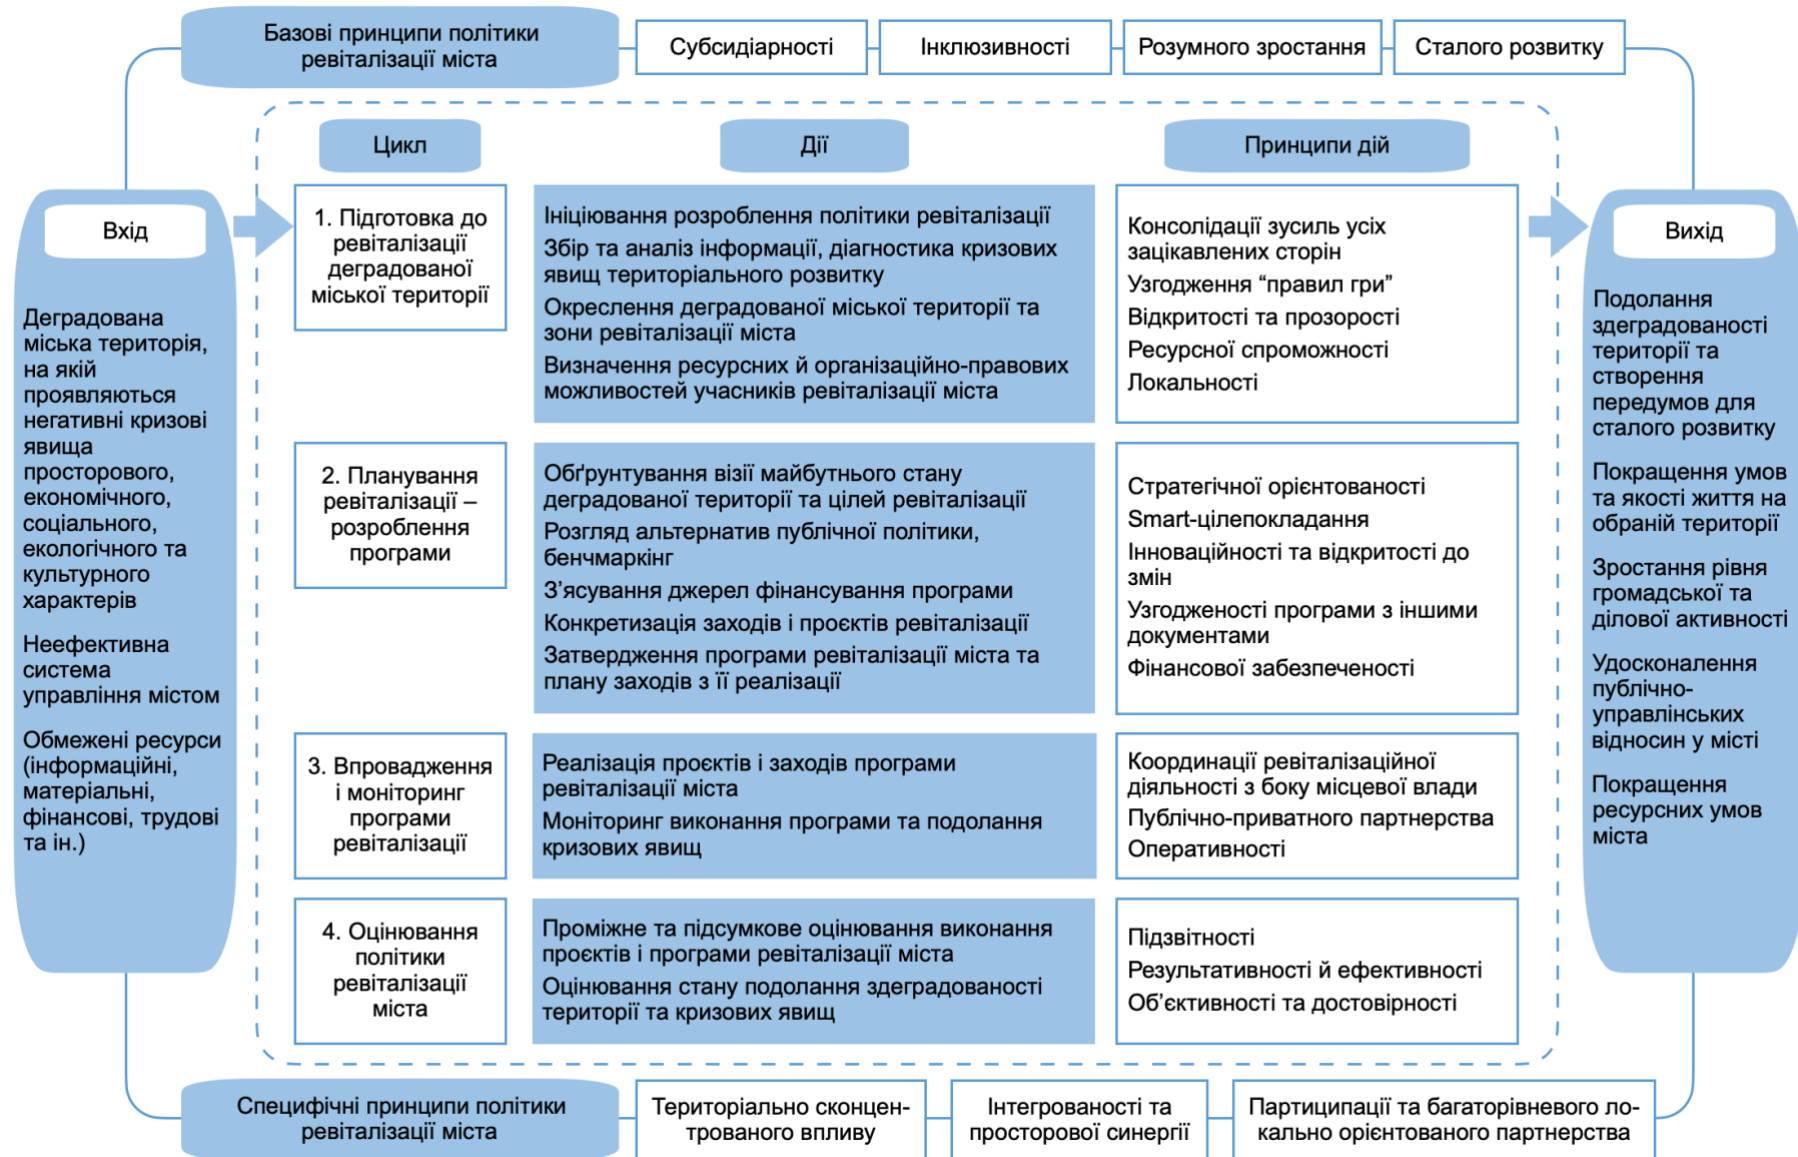 Базові принципи політики
ревіталізації міста
Субсидіарності
Інклюзивності
Розумного зростання
Сталого розвитку
Цикл
Дії
Принципи дій
Вхід
Деградована
міська територія,
на якій
проявляються
негативні кризові
явища
просторового,
економічного,
соціального,
екологічного та
культурного
характерів
Неефективна
система
управління містом
Обмежені ресурси
(інформаційні,
матеріальні,
фінансові, трудові
та ін.)
1. Підготовка до
ревіталізації
деградованої
міської території
Ініціювання розроблення політики ревіталізації
Збір та аналіз інформації, діагностика кризових
явищ територіального розвитку
Окреслення деградованої міської території та
зони ревіталізації міста
Визначення ресурсних й організаційно-правових
можливостей учасників ревіталізації міста
Консолідації зусиль усіх
зацікавлених сторін
Узгодження “правил гри”
Відкритості та прозорості
Ресурсної спроможності
Локальності
2. Планування
ревіталізації –
розроблення
програми
Обґрунтування візії майбутнього стану
деградованої території та цілей ревіталізації
Розгляд альтернатив публічної політики,
бенчмаркінг
З’ясування джерел фінансування програми
Конкретизація заходів і проєктів ревіталізації
Затвердження програми ревіталізації міста та
плану заходів з її реалізації
Стратегічної орієнтованості
Smart-цілепокладання
Інноваційності та відкритості до
змін
Узгодженості програми з іншими
документами
Фінансової забезпеченості
3. Впровадження
і моніторинг
програми
ревіталізації
Реалізація проєктів і заходів програми
ревіталізації міста
Моніторинг виконання програми та подолання
кризових явищ
Координації ревіталізаційної
діяльності з боку місцевої влади
Публічно-приватного партнерства
Оперативності
4. Оцінювання
політики
ревіталізації
міста
Проміжне та підсумкове оцінювання виконання
проєктів і програми ревіталізації міста
Оцінювання стану подолання здеградованості
території та кризових явищ
Підзвітності
Результативності й ефективності
Об’єктивності та достовірності
Вихід
Подолання
здеградованості
території та
створення
передумов для
сталого розвитку
Покращення умов
та якості життя на
обраній території
Зростання рівня
громадської та
ділової активності
Удосконалення
публічно-
управлінських
відносин у місті
Покращення
ресурсних умов
міста
Специфічні принципи політики
ревіталізації міста
Територіально сконцен-
трованого впливу
Інтегрованості та
просторової синергії
Партиципації та багаторівневого ло-
кально орієнтованого партнерства